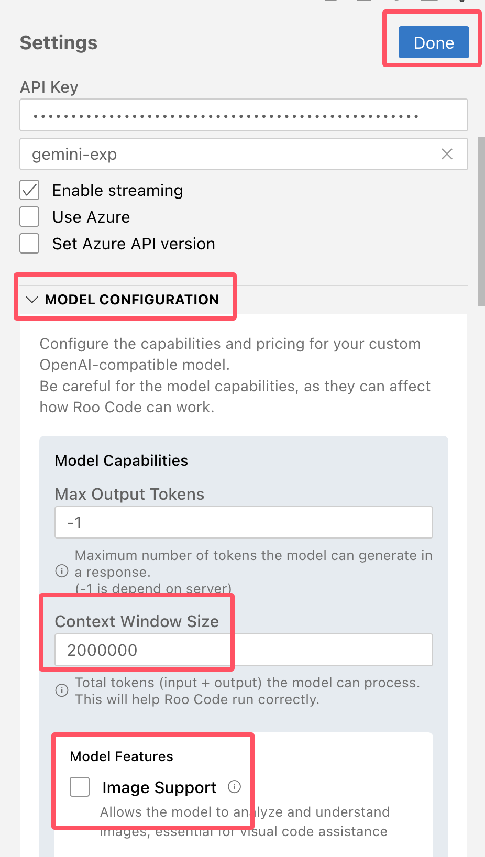 Settings
Done
API Key
gemini-exp
Enable streaming
Use Azure
Set Azure API version
MODEL CONFIGURATION
Configure the capabilities and pricing for your custom
OpenAI-compatible model.
Be careful for the model capabilities, as they can affect
how Roo Code can work.
Model Capabilities
Max Output Tokens
-1
Maximum number of tokens the model can generate in
a response.
(-1 is depend on server)
Context Window Size
2000000
Total tokens (input + output) the model can process.
This will help Roo Code run correctly.
Model Features
Image Support
Allows the model to analyze and understand
images, essential for visual code assistance